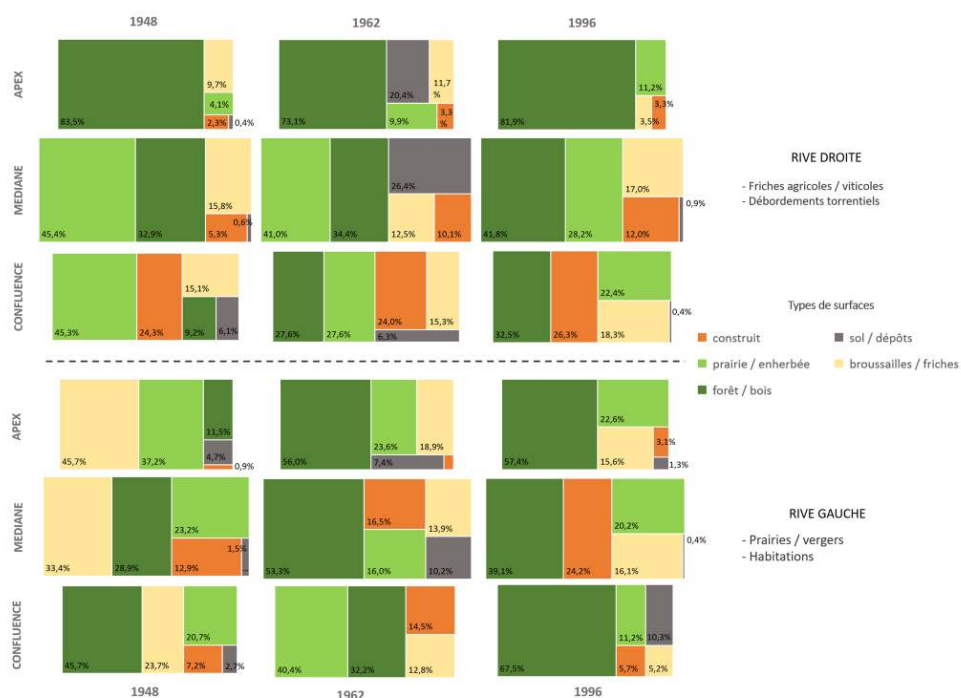 1948 1962 1996
APEX
83,5% 9,7% 4,1% 2,3% 0,4%
73,1% 20,4% 11,7% 9,9% 3,3%
81,9% 11,2% 3,5% 3,3%
MEDIANE
45,4% 32,9% 15,8% 5,3% 0,6%
41,0% 34,4% 26,4% 12,5% 10,1%
41,8% 28,2% 17,0% 12,0% 0,9%
CONFLUENCE
45,3% 24,3% 15,1% 9,2% 6,1%
27,6% 27,6% 24,0% 15,3% 6,3%
32,5% 26,3% 22,4% 18,3% 0,4%
RIVE DROITE
- Friches agricoles / viticoles
- Débordements torrentiels
Types de surfaces
construit
sol / dépôts
prairie / enherbée
broussailles / friches
forêt / bois
APEX
45,7% 37,2% 11,5% 4,7% 0,9%
56,0% 23,6% 18,9% 7,4%
57,4% 22,6% 15,6% 3,1% 1,3%
MEDIANE
33,4% 28,9% 23,2% 12,9% 1,5% ...
53,3% 16,5% 16,0% 13,9% 10,2%
39,1% 24,2% 20,2% 16,1% 0,4%
CONFLUENCE
45,7% 23,7% 20,7% 7,2% 2,7%
40,4% 32,2% 14,5% 12,8%
67,5% 11,2% 10,3% 5,7% 5,2%
RIVE GAUCHE
- Prairies / vergers
- Habitations
1948 1962 1996